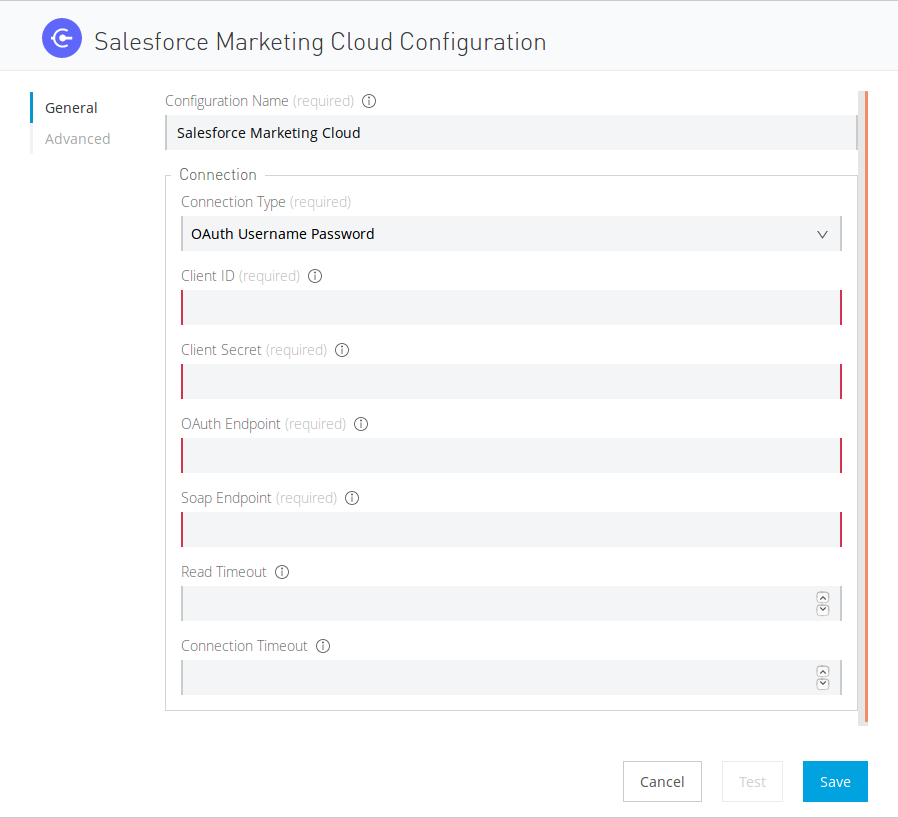 Salesforce Marketing Cloud Configuration
General
Advanced
Configuration Name (required)
Salesforce Marketing Cloud
Connection
Connection Type (required)
OAuth Username Password
Client ID (required)
Client Secret (required)
OAuth Endpoint (required)
Soap Endpoint (required)
Read Timeout
Connection Timeout
Cancel Test Save